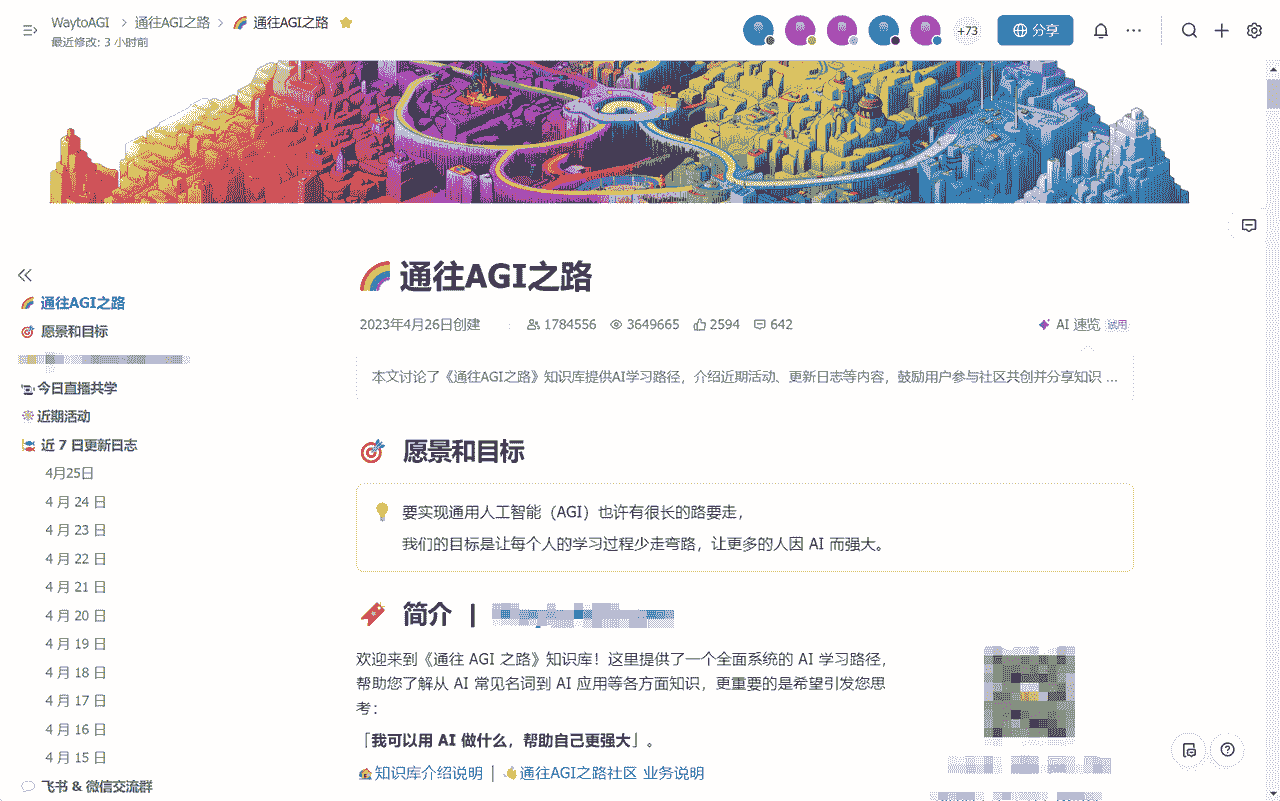 WaytoAGI > 通往AGI之路 > 通往AGI之路
最近修改: 3 小时前
+73
分享
通往AGI之路
愿景和目标
今日直播共学
近期活动
近 7 日更新日志
4月25日
4 月 24 日
4 月 23 日
4 月 22 日
4 月 21 日
4 月 20 日
4 月 19 日
4 月 18 日
4 月 17 日
4 月 16 日
4 月 15 日
飞书 & 微信交流群
通往AGI之路
2023年4月26日创建 1784556 3649665 2594 642
AI 速览 试用
本文讨论了《通往AGI之路》知识库提供AI学习路径，介绍近期活动、更新日志等内容，鼓励用户参与社区共创并分享知识 ...
愿景和目标
要实现通用人工智能（AGI）也许有很长的路要走，
我们的目标是让每个人的学习过程少走弯路，让更多的人因 AI 而强大。
简介 |
欢迎来到《通往 AGI 之路》知识库！这里提供了一个全面系统的 AI 学习路径，
帮助您了解从 AI 常见名词到 AI 应用等各方面知识，更重要的是希望引发您思
考：
「我可以用 AI 做什么，帮助自己更强大」。
知识库介绍说明 | 通往AGI之路社区 业务说明